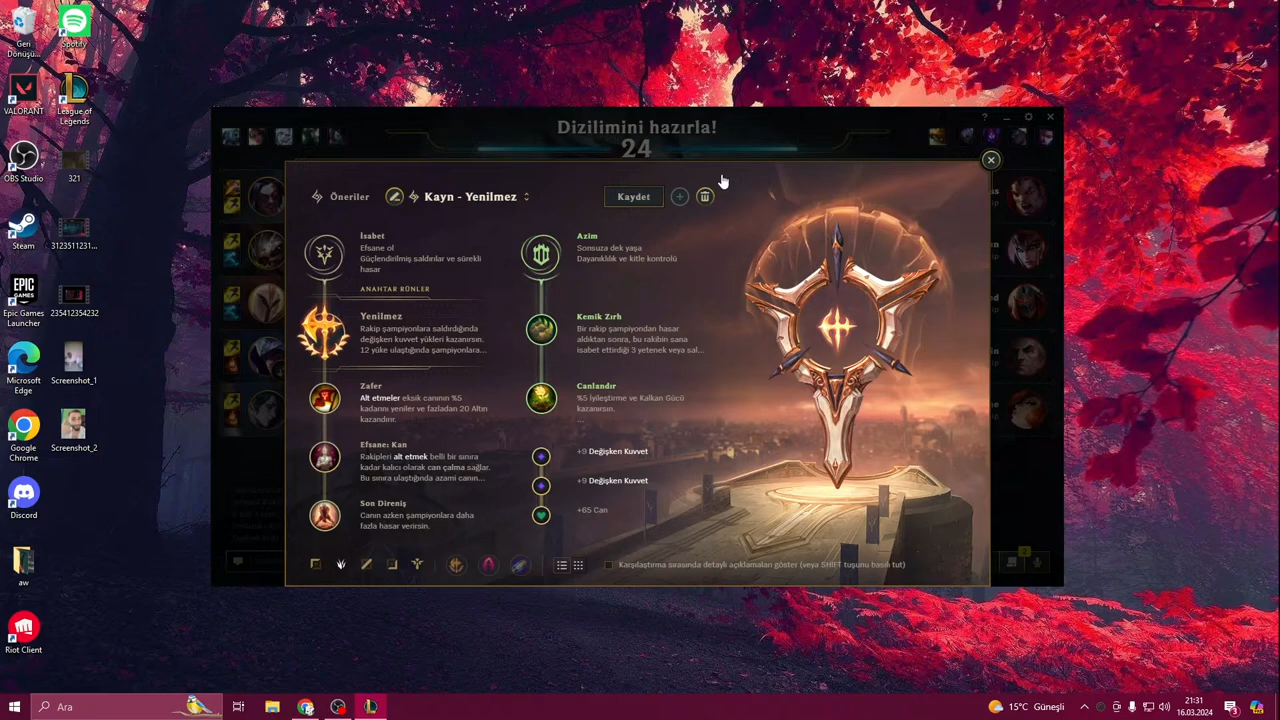 Geri
Dönüşü...
Spotify
VALORANT
League of
Legends
OBS Studio
321
Steam
3123511231...
Epic Games
Launcher
235412354232
Microsoft
Edge
Screenshot_1
Google
Chrome
Screenshot_2
Discord
aw
Riot Client
Dizilimini hazırla!
24
Öneriler
Kayn - Yenilmez
Kaydet
İsabet
Efsane ol
Güçlendirilmiş saldırılar ve sürekli
hasar
ANAHTAR RÜNLER
Yenilmez
Rakip şampiyonlara saldırdığında
değişken kuvvet yükleri kazanırsın.
12 yüke ulaştığında şampiyonlara...
Zafer
Alt etmeler eksik canının %5
kadarını yeniler ve fazladan 20 Altın
kazandırır.
Efsane: Kan
Rakipleri alt etmek belli bir sınıra
kadar kalıcı olarak can çalma sağlar.
Bu sınıra ulaştığında azami canın...
Son Direniş
Canın azken şampiyonlara daha
fazla hasar verirsin.
Azim
Sonsuza dek yaşa
Dayanıklılık ve kitle kontrolü
Kemik Zırh
Bir rakip şampiyondan hasar
aldıktan sonra, bu rakibin sana
isabet ettirdiği 3 yetenek veya sal...
Canlandır
%5 İyileştirme ve Kalkan Gücü
kazanırsın.
...
+9 Değişken Kuvvet
+9 Değişken Kuvvet
+65 Can
Karşılaştırma sırasında detaylı açıklamaları göster (veya SHIFT tuşunu basılı tut)
Ara
15°C Güneşli
21:31
16.03.2024
3